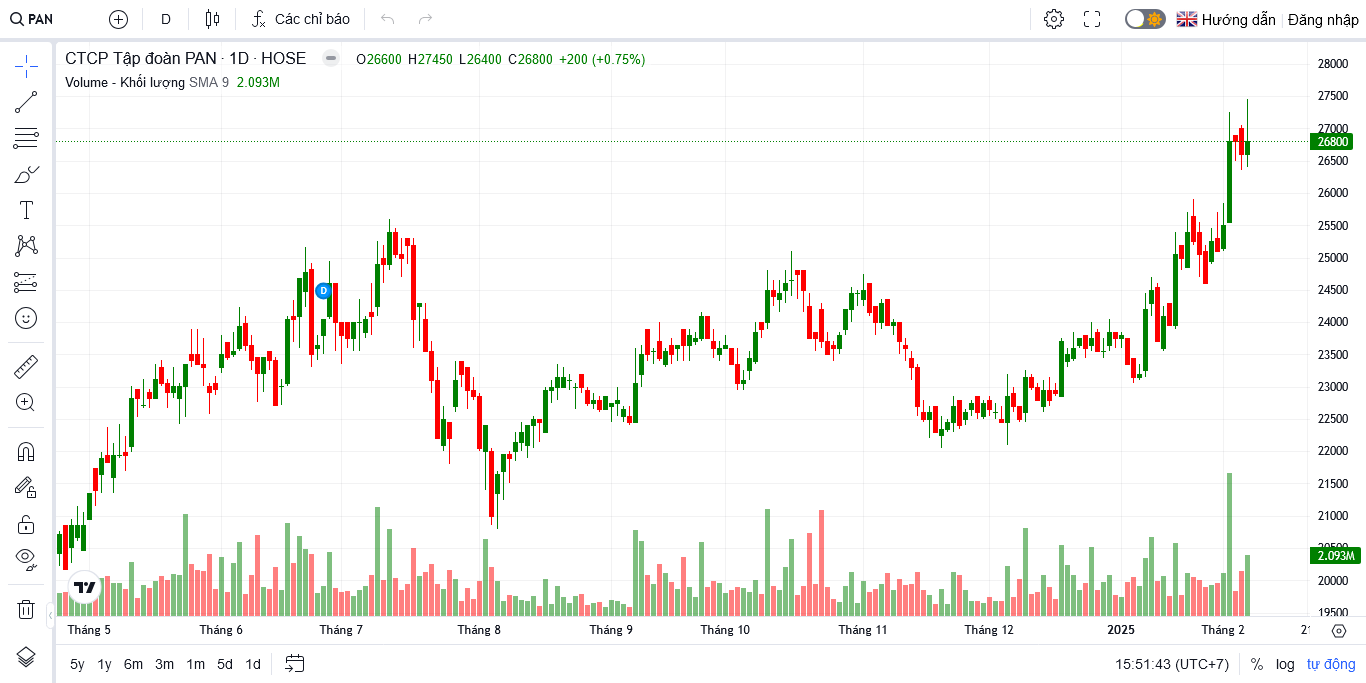 PAN D Các chỉ báo Hướng dẫn Đăng nhập
CTCP Tập đoàn PAN · 1D · HOSE O26600 H27450 L26400 C26800 +200 (+0.75%)
Volume - Khối lượng SMA 9 2.093M
28000
27500
27000
26800
26500
26000
25500
25000
24500
24000
23500
23000
22500
22000
21500
21000
20500
2.093M
20000
19500
D
Tháng 5 Tháng 6 Tháng 7 Tháng 8 Tháng 9 Tháng 10 Tháng 11 Tháng 12 2025 Tháng 2
5y 1y 6m 3m 1m 5d 1d 15:51:43 (UTC+7) % log tự động